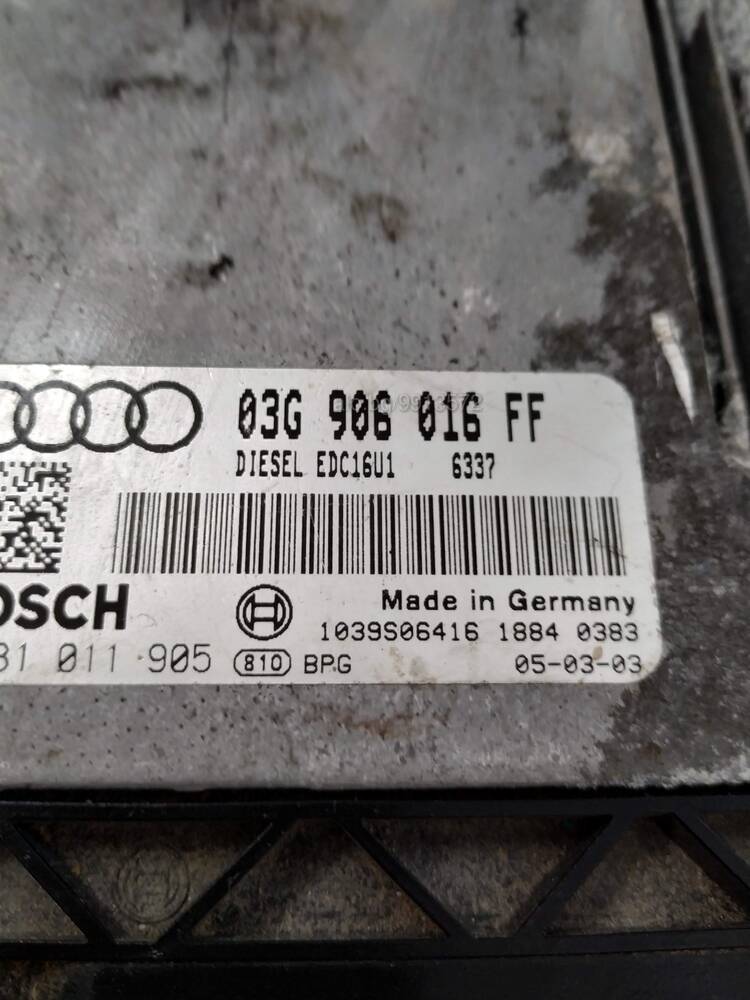 03G 906 016 FF
DIESEL EDC16U1 6337
OSCH
Made in Germany
1039S06416 1884 0383
81 011 905 810 BPG 05-03-03